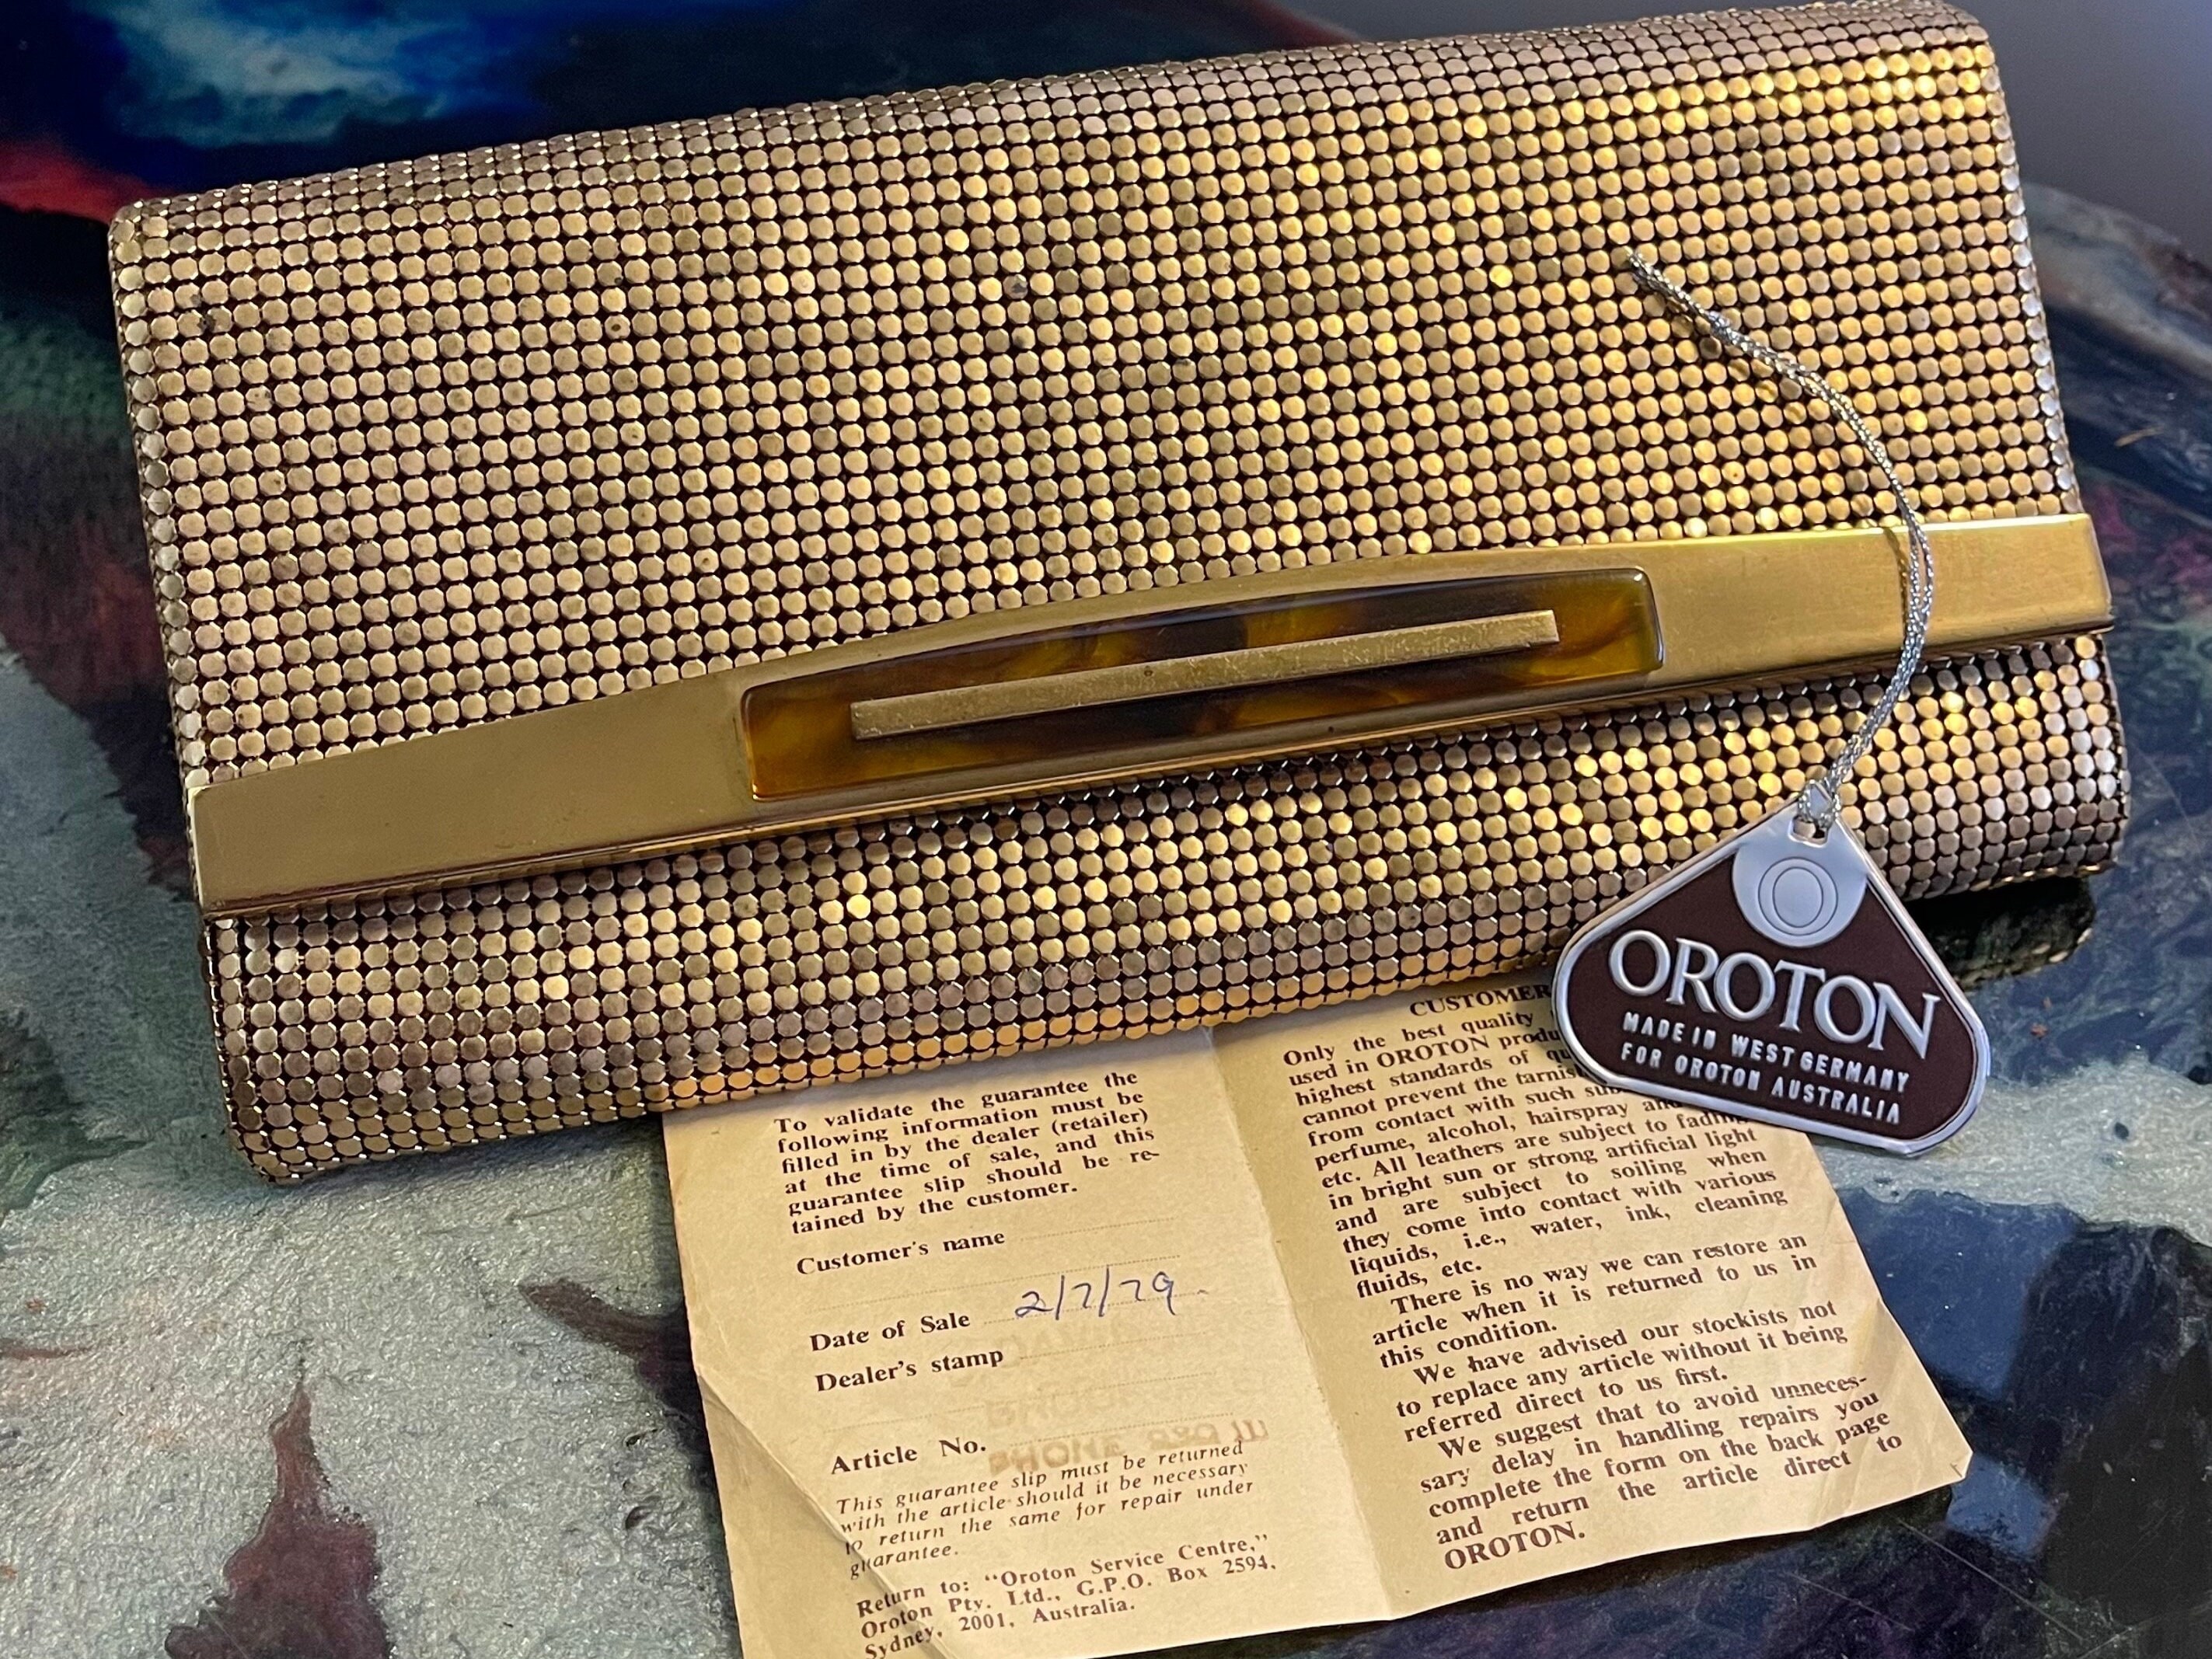 OROTON
MADE IN WEST GERMANY
FOR OROTON AUSTRALIA
To validate the guarantee the
following information must be
filled in by the dealer (retailer)
at the time of sale, and this
guarantee slip should be re-
tained by the customer.
Customer's name
Date of Sale 2/7/79.
Dealer's stamp
Article No.
This guarantee slip must be returned
with the article should it be necessary
to return the same for repair under
guarantee.
Return to: "Oroton Service Centre,"
Oroton Pty. Ltd., G.P.O. Box 2594,
Sydney, 2001, Australia.
CUSTOMER
Only the best quality
used in OROTON
highest standards of
cannot prevent the
from contact with such
perfume, alcohol, hairspray
etc. All leathers are subject to
in bright sun or strong artificial light
and are subject to soiling when
they come into contact with various
liquids, i.e., water, ink, cleaning
fluids, etc.
There is no way we can restore an
article when it is returned to us in
this condition.
We have advised our stockists not
to replace any article without it being
referred direct to us first.
We suggest that to avoid unneces-
sary delay in handling repairs you
complete the form on the back page
and return the article direct to
OROTON.